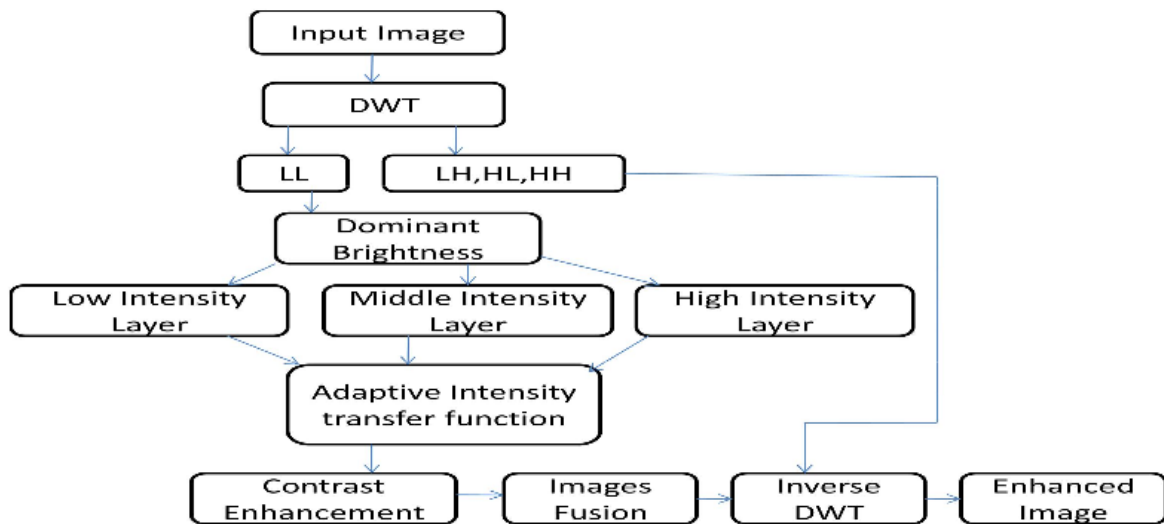 Input Image
DWT
LL
LH,HL,HH
Dominant
Brightness
Low Intensity
Layer
Middle Intensity
Layer
High Intensity
Layer
Adaptive Intensity
transfer function
Contrast
Enhancement
Images
Fusion
Inverse
DWT
Enhanced
Image